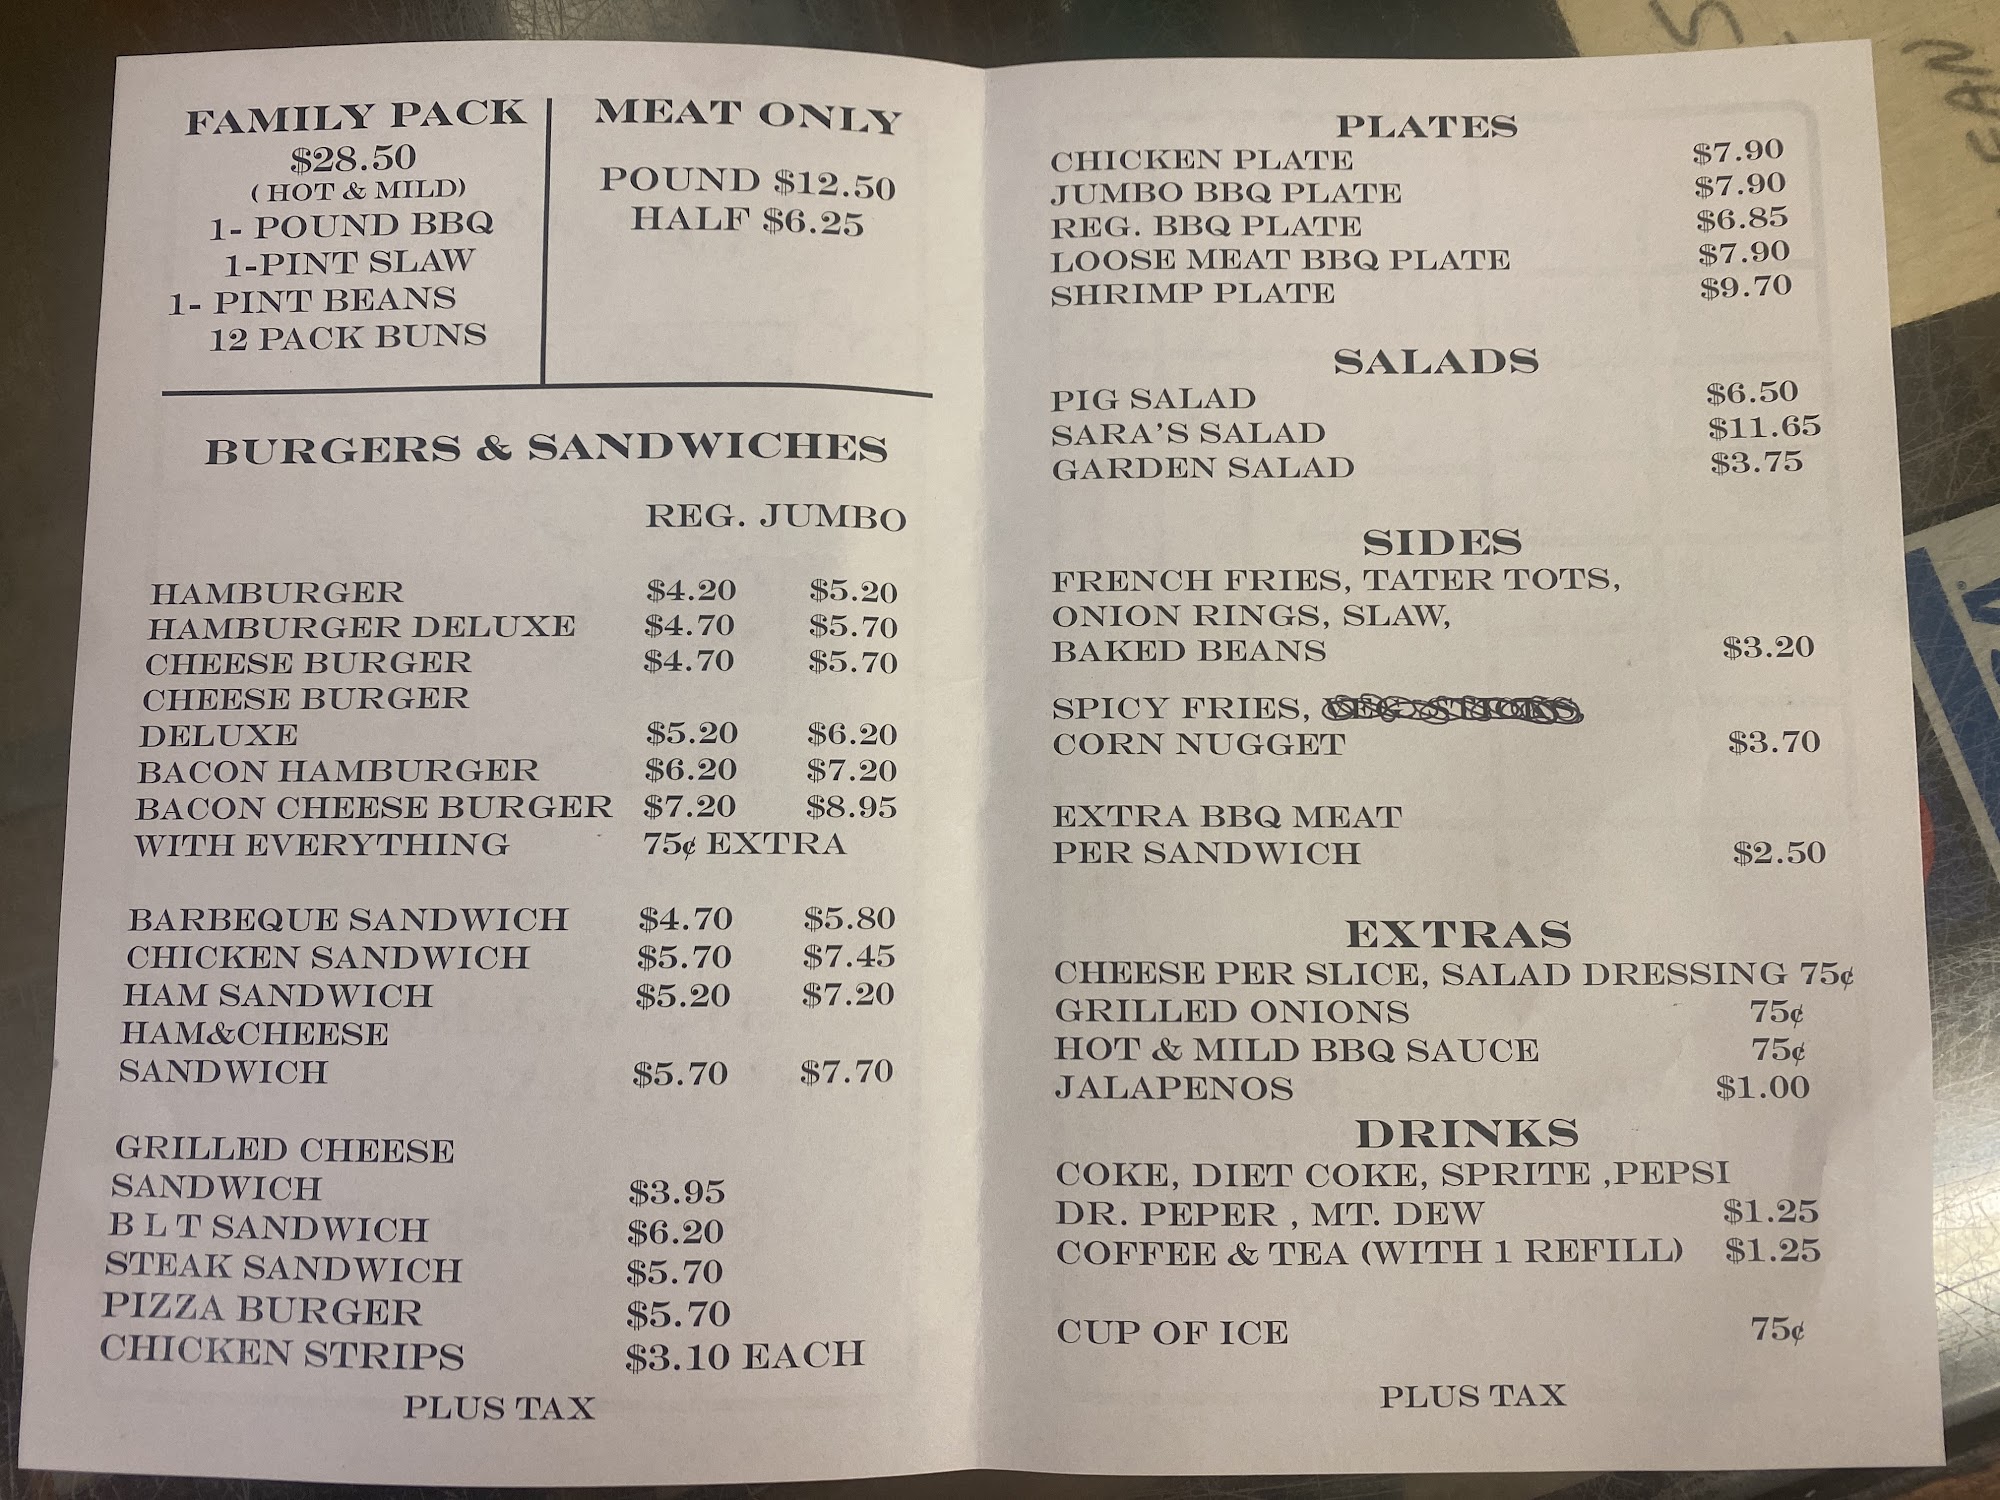 FAMILY PACK
$28.50
( HOT & MILD)
1- POUND BBQ
1-PINT SLAW
1- PINT BEANS
12 PACK BUNS
MEAT ONLY
POUND $12.50
HALF $6.25
BURGERS & SANDWICHES
REG. JUMBO
HAMBURGER $4.20 $5.20
HAMBURGER DELUXE $4.70 $5.70
CHEESE BURGER $4.70 $5.70
CHEESE BURGER
DELUXE $5.20 $6.20
BACON HAMBURGER $6.20 $7.20
BACON CHEESE BURGER $7.20 $8.95
WITH EVERYTHING 75¢ EXTRA
BARBEQUE SANDWICH $4.70 $5.80
CHICKEN SANDWICH $5.70 $7.45
HAM SANDWICH $5.20 $7.20
HAM&CHEESE
SANDWICH $5.70 $7.70
GRILLED CHEESE
SANDWICH $3.95
B L T SANDWICH $6.20
STEAK SANDWICH $5.70
PIZZA BURGER $5.70
CHICKEN STRIPS $3.10 EACH
PLUS TAX
PLATES
CHICKEN PLATE $7.90
JUMBO BBQ PLATE $7.90
REG. BBQ PLATE $6.85
LOOSE MEAT BBQ PLATE $7.90
SHRIMP PLATE $9.70
SALADS
PIG SALAD $6.50
SARA'S SALAD $11.65
GARDEN SALAD $3.75
SIDES
FRENCH FRIES, TATER TOTS,
ONION RINGS, SLAW,
BAKED BEANS $3.20
SPICY FRIES,
CORN NUGGET $3.70
EXTRA BBQ MEAT
PER SANDWICH $2.50
EXTRAS
CHEESE PER SLICE, SALAD DRESSING 75¢
GRILLED ONIONS 75¢
HOT & MILD BBQ SAUCE 75¢
JALAPENOS $1.00
DRINKS
COKE, DIET COKE, SPRITE ,PEPSI
DR. PEPER , MT. DEW $1.25
COFFEE & TEA (WITH 1 REFILL) $1.25
CUP OF ICE 75¢
PLUS TAX